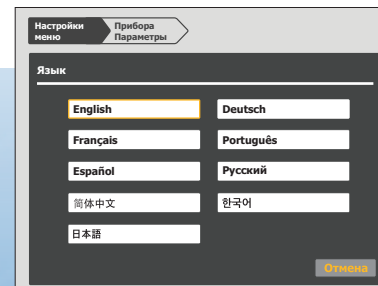 Настройки меню
Прибора Параметры
Язык
English
Deutsch
Français
Português
Español
Русский
简体中文
한국어
日本語
Отмена